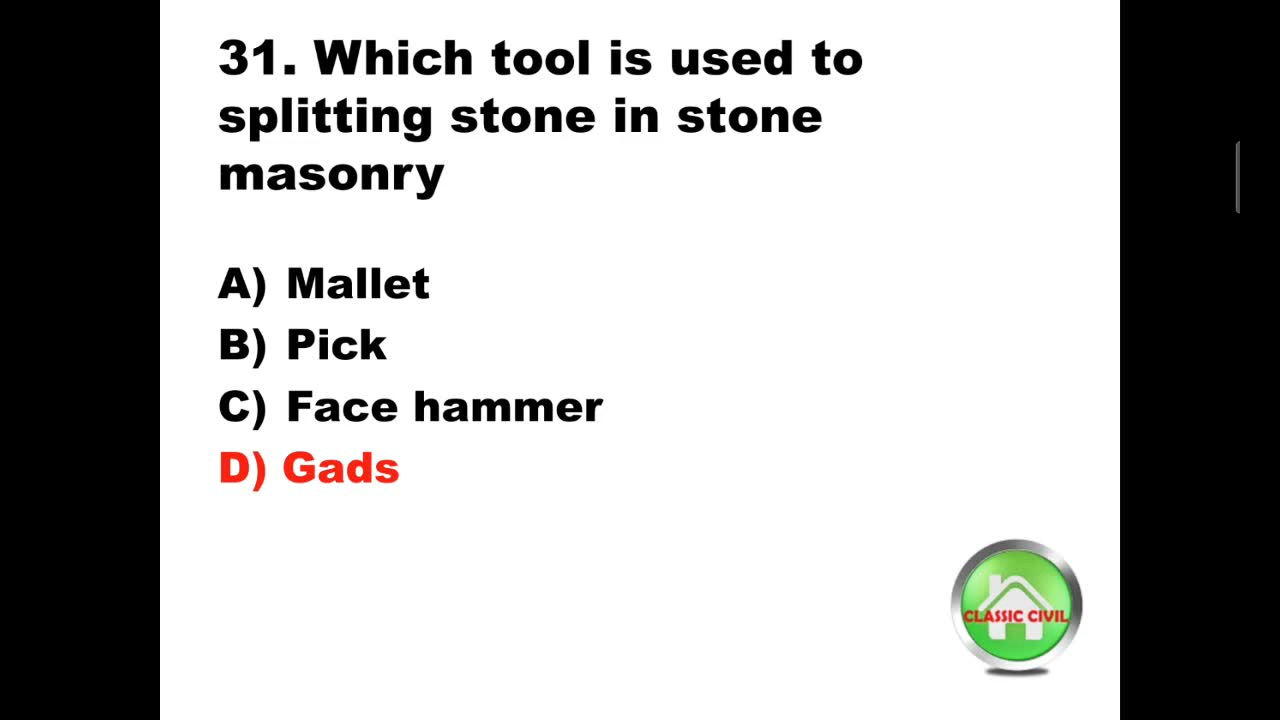 31. Which tool is used to
splitting stone in stone
masonry
A) Mallet
B) Pick
C) Face hammer
D) Gads
CLASSIC CIVIL